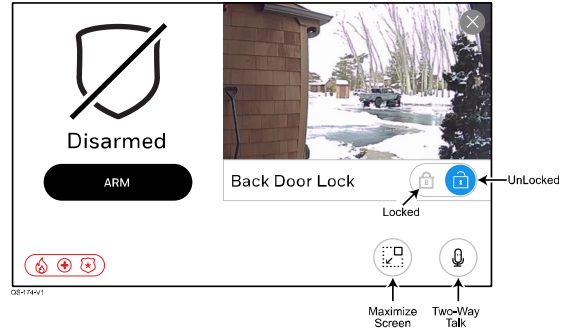 Disarmed
ARM
Back Door Lock
UnLocked
Locked
QS-174-V1
Maximize
Screen
Two-Way
Talk